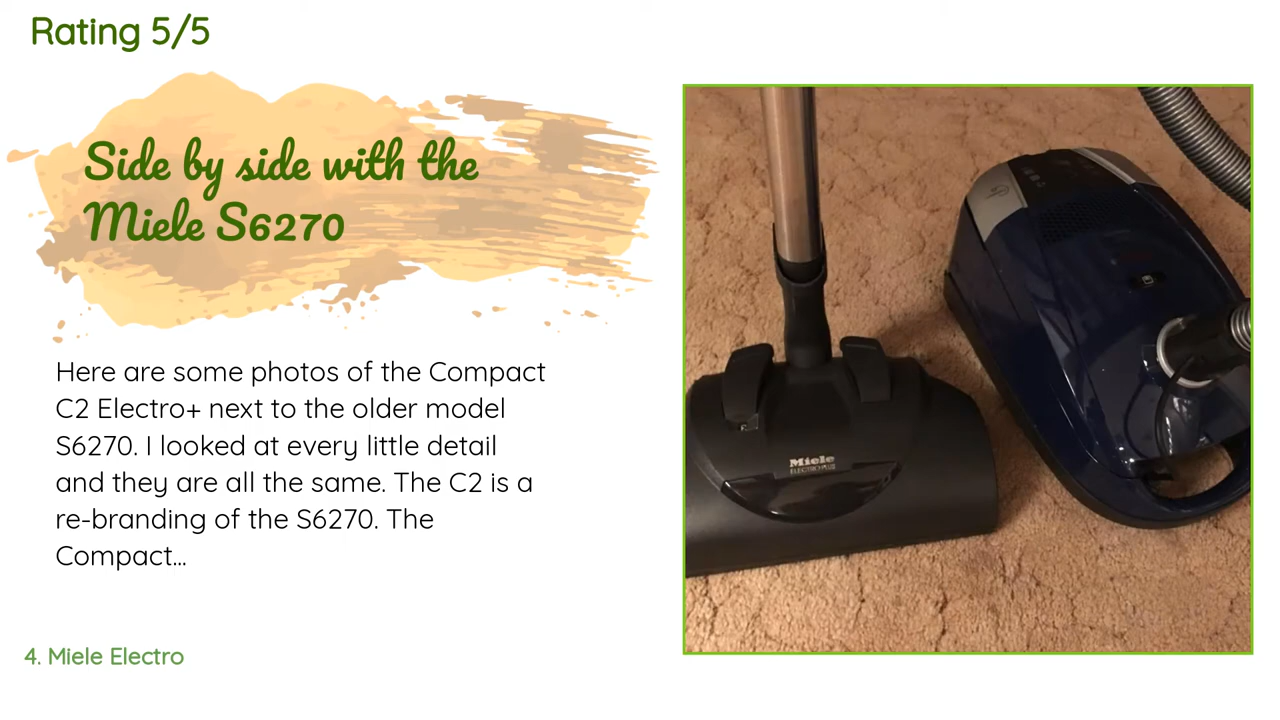 Rating 5/5
Side by side with the
Miele S6270
Here are some photos of the Compact
C2 Electro+ next to the older model
S6270. I looked at every little detail
and they are all the same. The C2 is a
re-branding of the S6270. The
Compact...
Miele
ELECTRO PLUS
4. Miele Electro